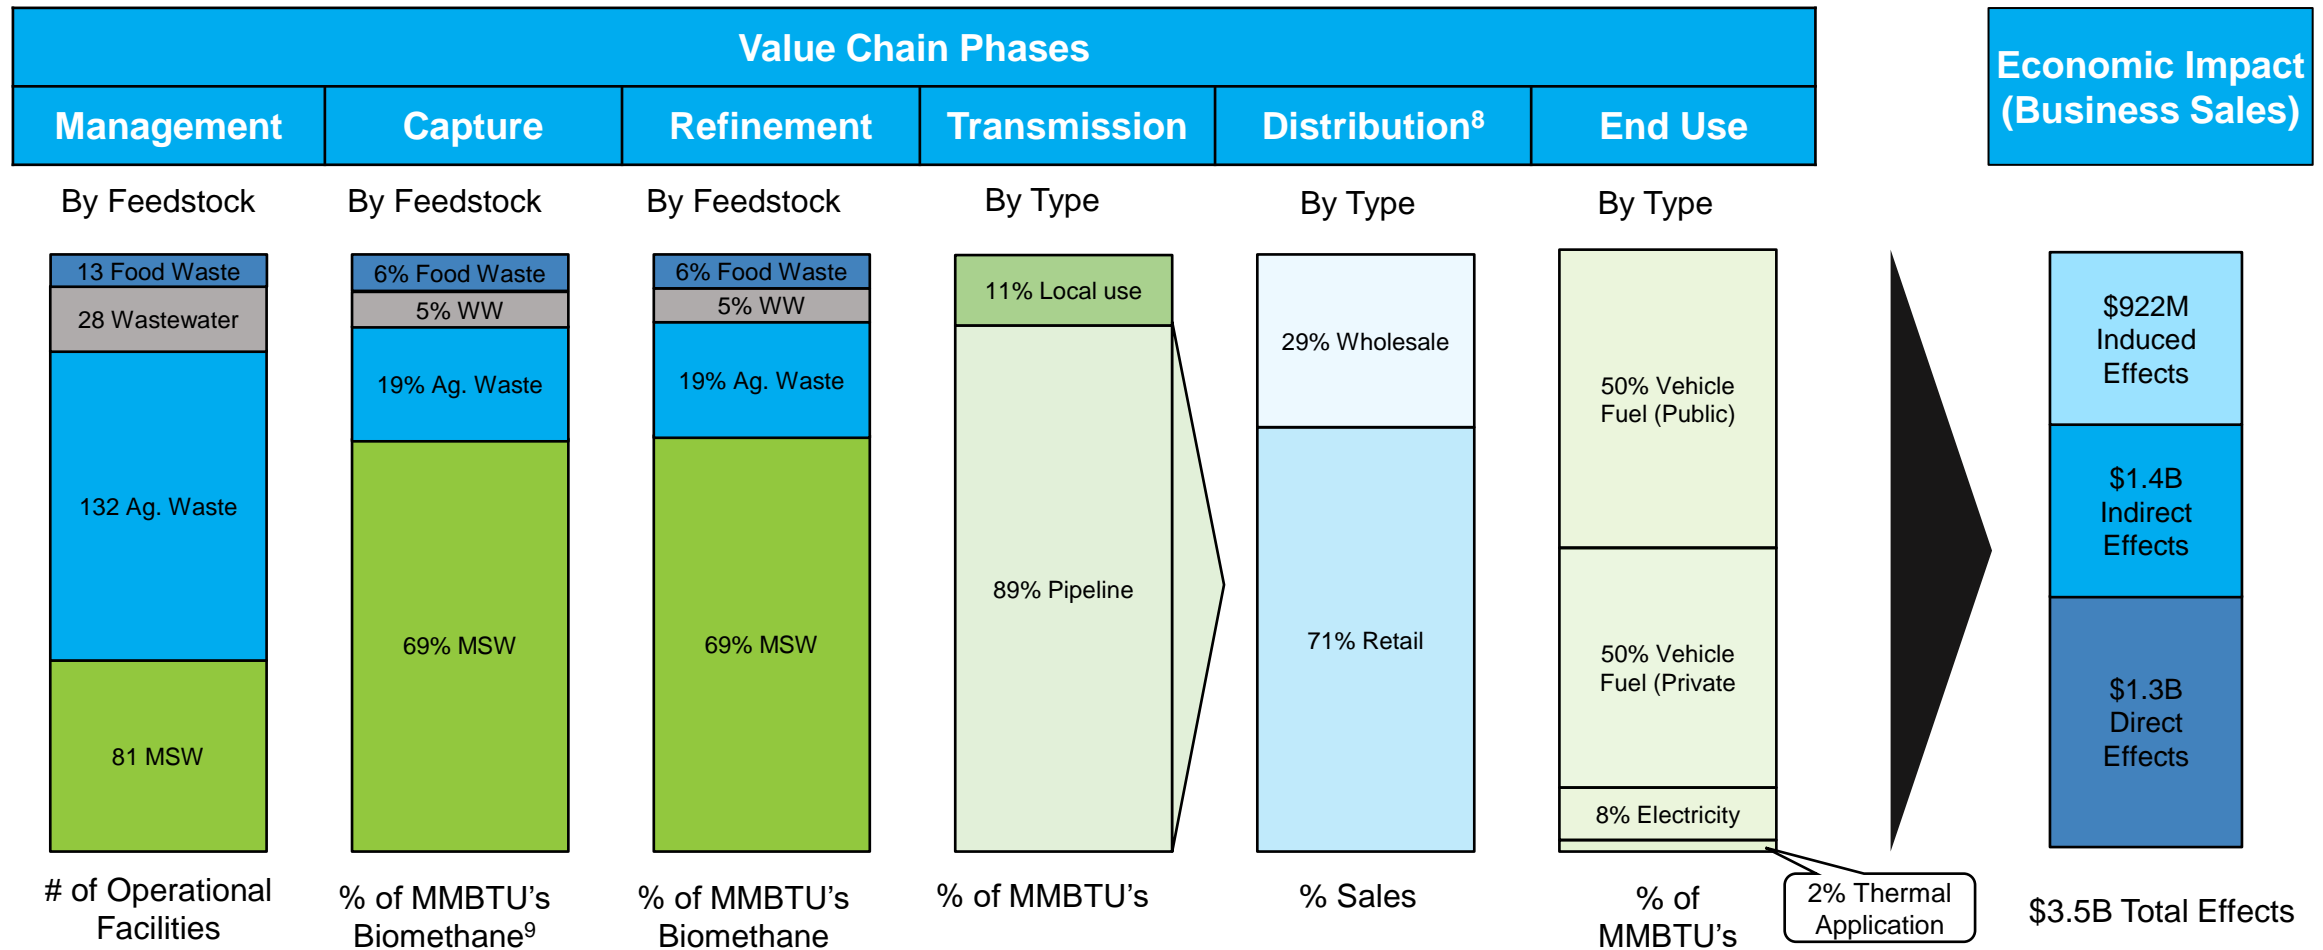 Value Chain Phases
Economic Impact
(Business Sales)
Management
Capture
Refinement
Transmission
Distribution⁸
End Use
By Feedstock
By Feedstock
By Feedstock
By Type
By Type
By Type
13 Food Waste
28 Wastewater
132 Ag. Waste
81 MSW
# of Operational
Facilities
6% Food Waste
5% WW
19% Ag. Waste
69% MSW
% of MMBTU's
Biomethane⁹
6% Food Waste
5% WW
19% Ag. Waste
69% MSW
% of MMBTU's
Biomethane
11% Local use
89% Pipeline
% of MMBTU's
29% Wholesale
71% Retail
% Sales
50% Vehicle
Fuel (Public)
50% Vehicle
Fuel (Private
8% Electricity
2% Thermal
Application
% of
MMBTU's
$922M
Induced
Effects
$1.4B
Indirect
Effects
$1.3B
Direct
Effects
$3.5B Total Effects